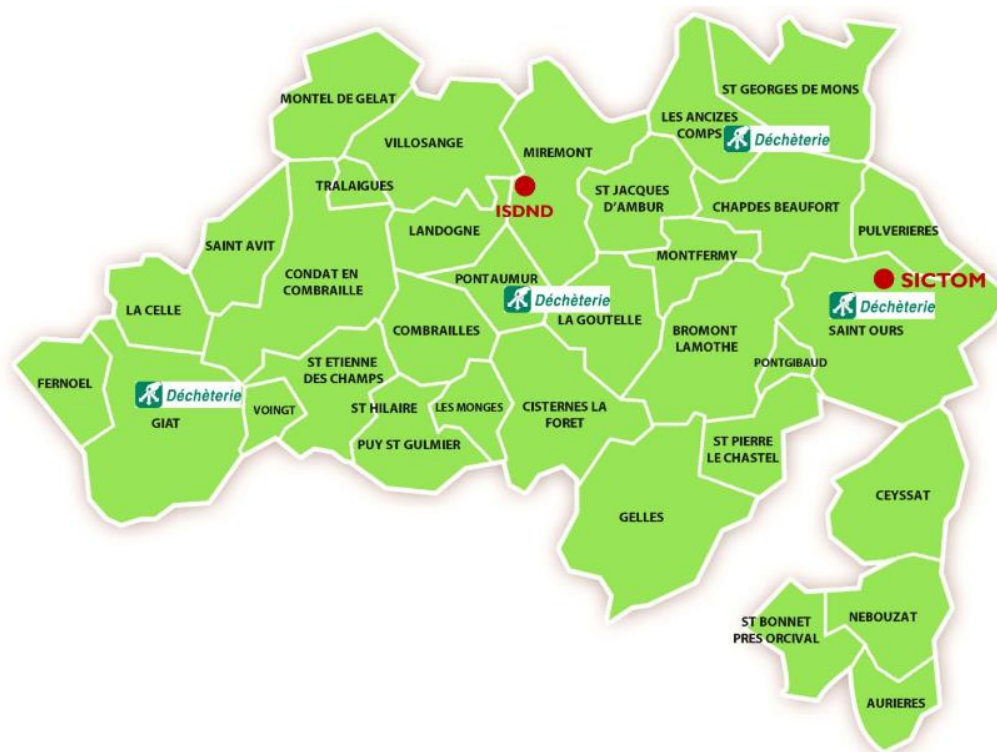 MONTEL DE GELAT
ST GEORGES DE MONS
LES ANCIZES
COMPS
Déchèterie
VILLOSANGE
MIREMONT
TRALAIGUES
ISDND
ST JACQUES
D'AMBUR
CHAPDES BEAUFORT
PULVERIERES
SAINT AVIT
LANDOGNE
MONTFERMY
CONDAT EN
COMBRAILLE
PONTAUMUR
Déchèterie
SICTOM
Déchèterie
SAINT OURS
LA CELLE
LA GOUTELLE
COMBRAILLES
BROMONT
LAMOTHE
PONTGIBAUD
ST ETIENNE
DES CHAMPS
FERNOEL
Déchèterie
GIAT
VOINGT
ST HILAIRE
LES MONGES
CISTERNES LA
FORET
PUY ST GULMIER
ST PIERRE
LE CHASTEL
CEYSSAT
GELLES
NEBOUZAT
ST BONNET
PRES ORCIVAL
AURIERES